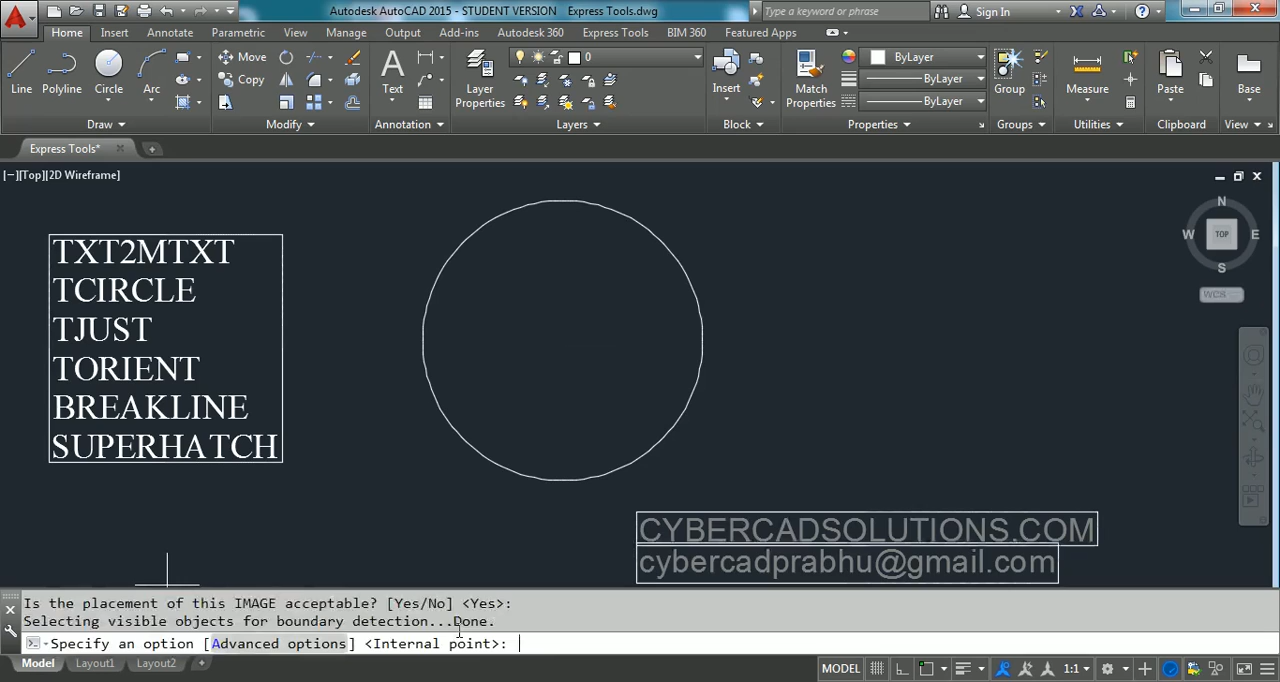 Autodesk AutoCAD 2015 - STUDENT VERSION Express Tools.dwg
Type a keyword or phrase
Sign In
Home Insert Annotate Parametric View Manage Output Add-ins Autodesk 360 Express Tools BIM 360 Featured Apps
Line Polyline Circle Arc
Move
Copy
Text
Layer Properties
0
Insert
Match Properties
ByLayer
ByLayer
ByLayer
Group
Measure
Paste
Base
Draw Modify Annotation Layers Block Properties Groups Utilities Clipboard View
Express Tools*
[−][Top][2D Wireframe]
N
W TOP E
S
WCS
TXT2MTXT
TCIRCLE
TJUST
TORIENT
BREAKLINE
SUPERHATCH
CYBERCADSOLUTIONS.COM
cybercadprabhu@gmail.com
Is the placement of this IMAGE acceptable? [Yes/No] <Yes>:
Selecting visible objects for boundary detection...Done.
Specify an option [Advanced options] <Internal point>:
Model Layout1 Layout2 +
MODEL 1:1